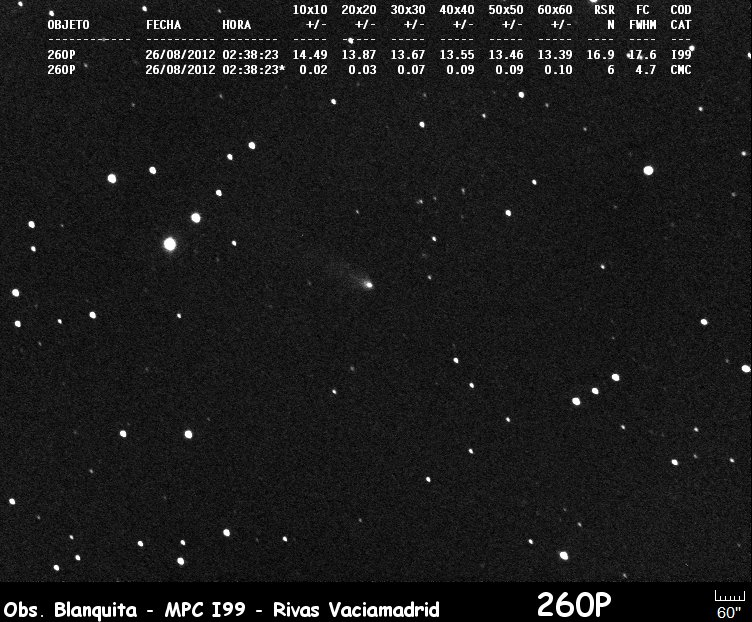 10x10 20x20 30x30 40x40 50x50 60x60 RSR FC COD
OBJETO FECHA HORA +/- +/- +/- +/- +/- +/- N FWHM CAT
------------ ---------- -------- ----- ----- ----- ----- ----- ----- ---- ---- ---
260P 26/08/2012 02:38:23 14.49 13.87 13.67 13.55 13.46 13.39 16.9 17.6 I99
260P 26/08/2012 02:38:23* 0.02 0.03 0.07 0.09 0.09 0.10 6 4.7 CMC
Obs. Blanquita - MPC I99 - Rivas Vaciamadrid 260P 60"